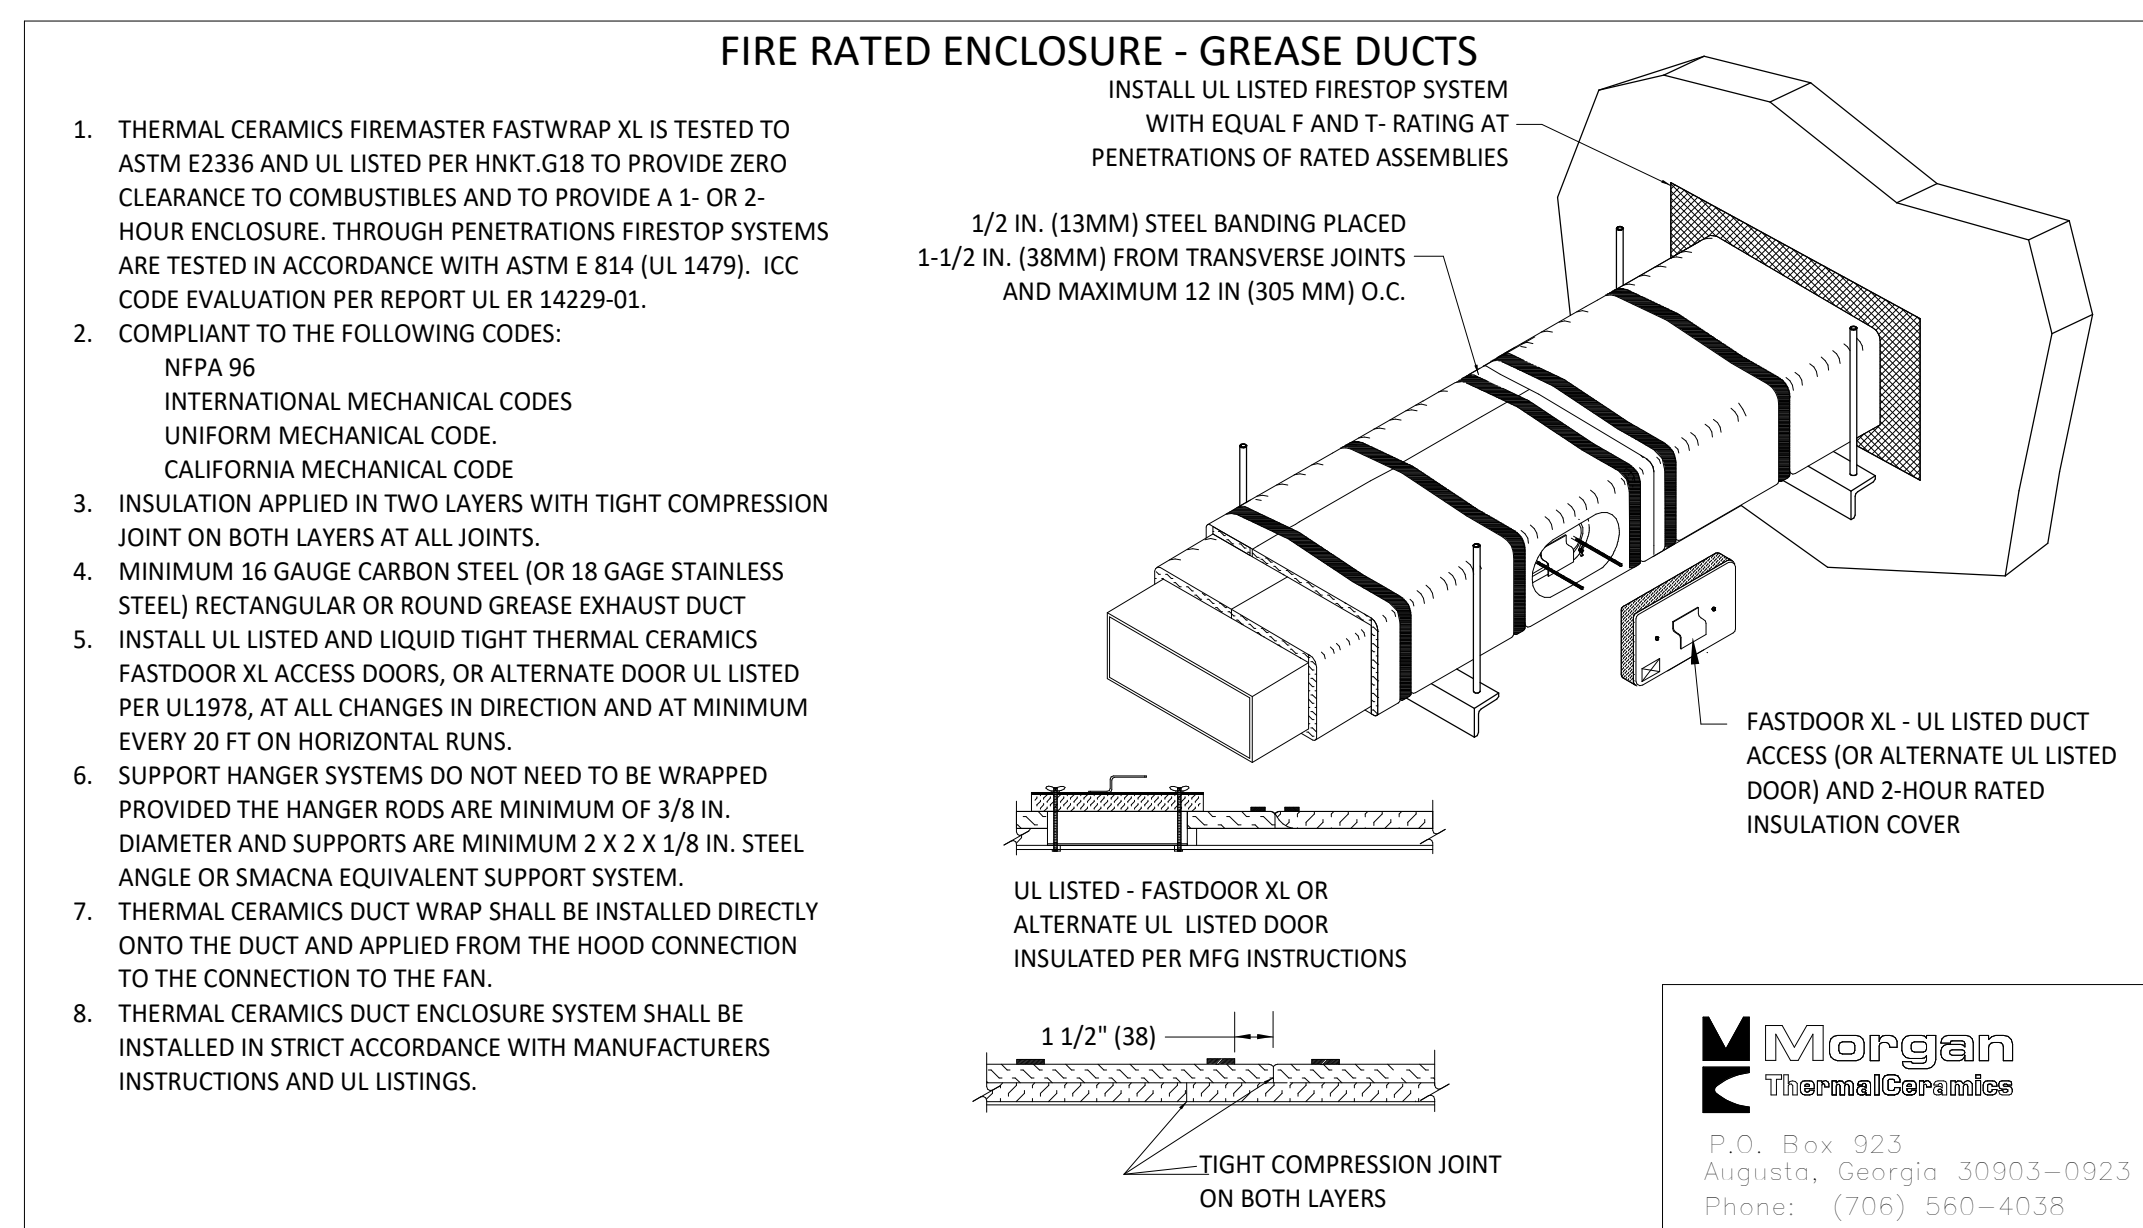 FIRE RATED ENCLOSURE - GREASE DUCTS
1. THERMAL CERAMICS FIREMASTER FASTWRAP XL IS TESTED TO
ASTM E2336 AND UL LISTED PER HNKT.G18 TO PROVIDE ZERO
CLEARANCE TO COMBUSTIBLES AND TO PROVIDE A 1- OR 2-
HOUR ENCLOSURE. THROUGH PENETRATIONS FIRESTOP SYSTEMS
ARE TESTED IN ACCORDANCE WITH ASTM E 814 (UL 1479).  ICC
CODE EVALUATION PER REPORT UL ER 14229-01.
2. COMPLIANT TO THE FOLLOWING CODES:
NFPA 96
INTERNATIONAL MECHANICAL CODES
UNIFORM MECHANICAL CODE.
CALIFORNIA MECHANICAL CODE
3. INSULATION APPLIED IN TWO LAYERS WITH TIGHT COMPRESSION
JOINT ON BOTH LAYERS AT ALL JOINTS.
4. MINIMUM 16 GAUGE CARBON STEEL (OR 18 GAGE STAINLESS
STEEL) RECTANGULAR OR ROUND GREASE EXHAUST DUCT
5. INSTALL UL LISTED AND LIQUID TIGHT THERMAL CERAMICS
FASTDOOR XL ACCESS DOORS, OR ALTERNATE DOOR UL LISTED
PER UL1978, AT ALL CHANGES IN DIRECTION AND AT MINIMUM
EVERY 20 FT ON HORIZONTAL RUNS.
6. SUPPORT HANGER SYSTEMS DO NOT NEED TO BE WRAPPED
PROVIDED THE HANGER RODS ARE MINIMUM OF 3/8 IN.
DIAMETER AND SUPPORTS ARE MINIMUM 2 X 2 X 1/8 IN. STEEL
ANGLE OR SMACNA EQUIVALENT SUPPORT SYSTEM.
7. THERMAL CERAMICS DUCT WRAP SHALL BE INSTALLED DIRECTLY
ONTO THE DUCT AND APPLIED FROM THE HOOD CONNECTION
TO THE CONNECTION TO THE FAN.
8. THERMAL CERAMICS DUCT ENCLOSURE SYSTEM SHALL BE
INSTALLED IN STRICT ACCORDANCE WITH MANUFACTURERS
INSTRUCTIONS AND UL LISTINGS.
INSTALL UL LISTED FIRESTOP SYSTEM
WITH EQUAL F AND T- RATING AT
PENETRATIONS OF RATED ASSEMBLIES
1/2 IN. (13MM) STEEL BANDING PLACED
1-1/2 IN. (38MM) FROM TRANSVERSE JOINTS
AND MAXIMUM 12 IN (305 MM) O.C.
FASTDOOR XL - UL LISTED DUCT
ACCESS (OR ALTERNATE UL LISTED
DOOR) AND 2-HOUR RATED
INSULATION COVER
UL LISTED - FASTDOOR XL OR
ALTERNATE UL  LISTED DOOR
INSULATED PER MFG INSTRUCTIONS
1 1/2" (38)
TIGHT COMPRESSION JOINT
ON BOTH LAYERS
Morgan
ThermalCeramics
P.O. Box 923
Augusta, Georgia 30903-0923
Phone: (706) 560-4038